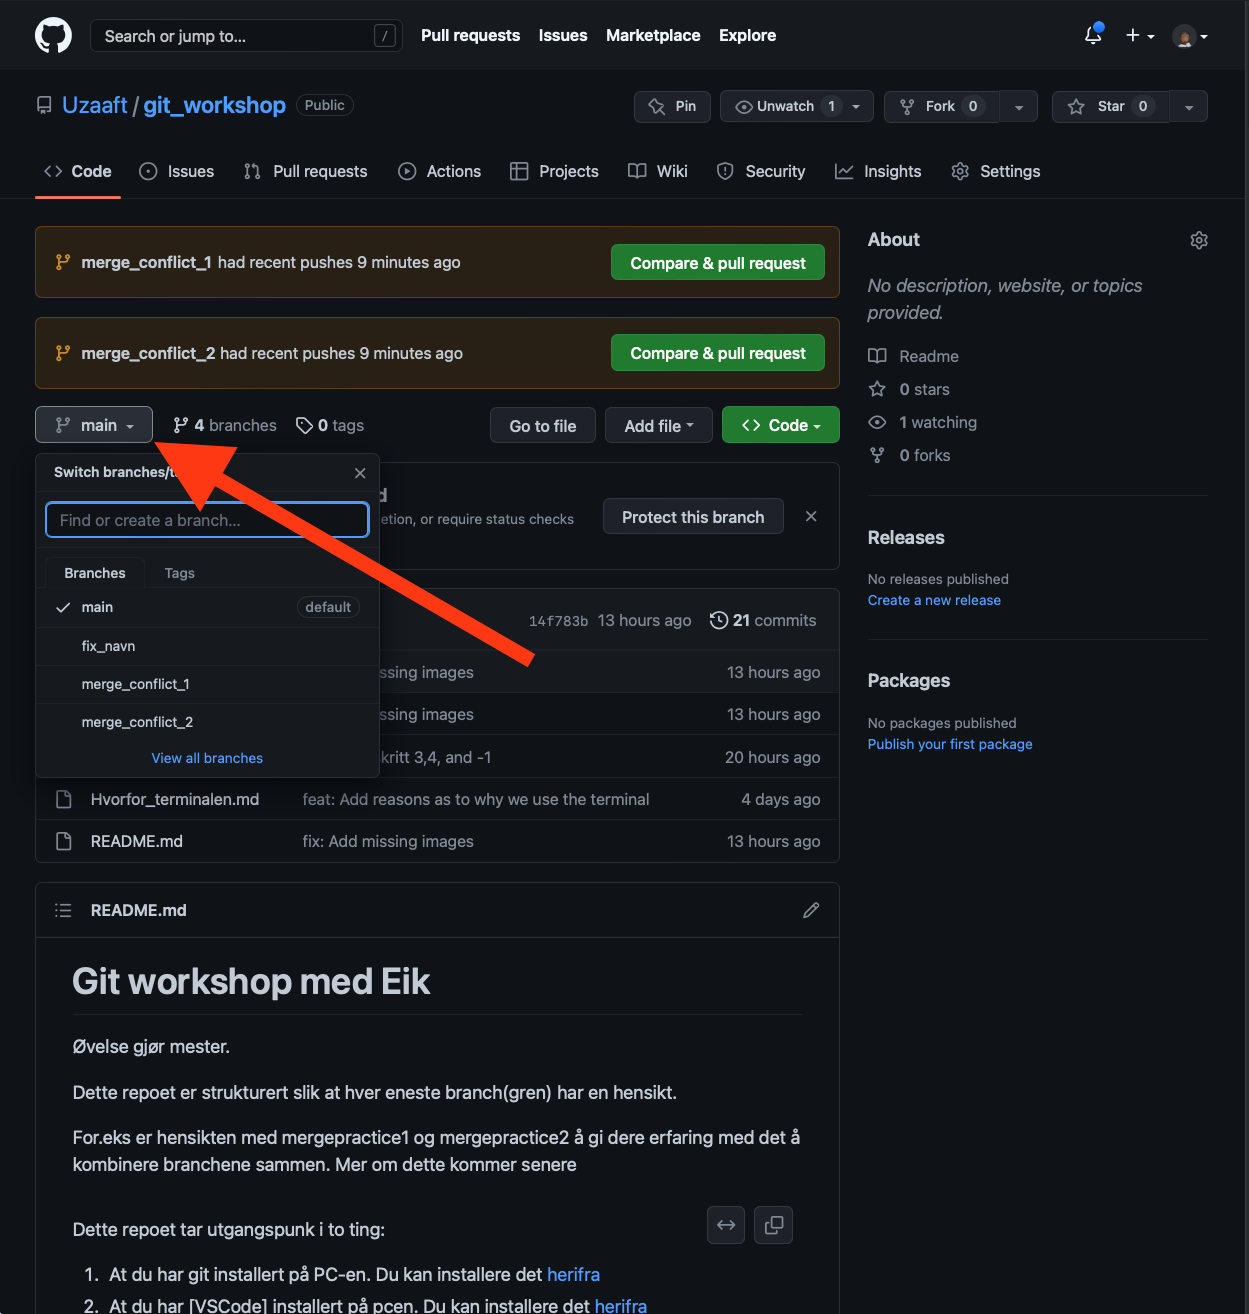 Search or jump to... /
Pull requests Issues Marketplace Explore
Uzaaft / git_workshop Public
Pin Unwatch 1 Fork 0 Star 0
Code Issues Pull requests Actions Projects Wiki Security Insights Settings
merge_conflict_1 had recent pushes 9 minutes ago Compare & pull request
merge_conflict_2 had recent pushes 9 minutes ago Compare & pull request
main 4 branches 0 tags Go to file Add file Code
Switch branches/
Find or create a branch...
Branches Tags
main default
fix_navn
merge_conflict_1
merge_conflict_2
View all branches
or require status checks Protect this branch
14f783b 13 hours ago 21 commits
images 13 hours ago
images 13 hours ago
3,4, and -1 20 hours ago
Hvorfor_terminalen.md feat: Add reasons as to why we use the terminal 4 days ago
README.md fix: Add missing images 13 hours ago
README.md
Git workshop med Eik
Øvelse gjør mester.
Dette repoet er strukturert slik at hver eneste branch(gren) har en hensikt.
For.eks er hensikten med mergepractice1 og mergepractice2 å gi dere erfaring med det å
kombinere branchene sammen. Mer om dette kommer senere
Dette repoet tar utgangspunk i to ting:
1. At du har git installert på PC-en. Du kan installere det herifra
2. At du har [VSCode] installert på pcen. Du kan installere det herifra
About
No description, website, or topics
provided.
Readme
0 stars
1 watching
0 forks
Releases
No releases published
Create a new release
Packages
No packages published
Publish your first package